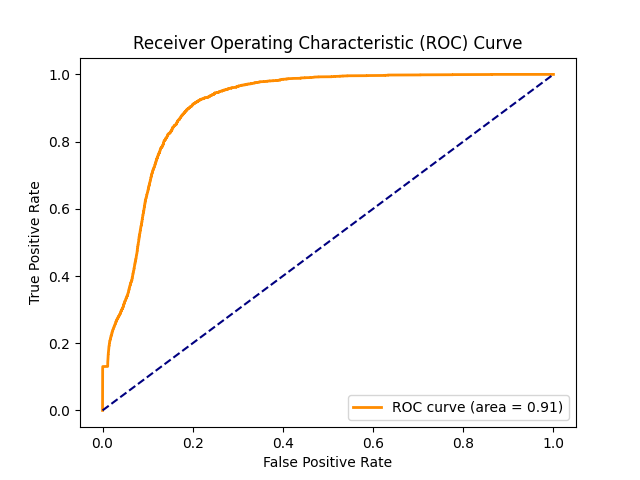 Receiver Operating Characteristic (ROC) Curve
True Positive Rate
1.0
0.8
0.6
0.4
0.2
0.0
ROC curve (area = 0.91)
0.0 0.2 0.4 0.6 0.8 1.0
False Positive Rate